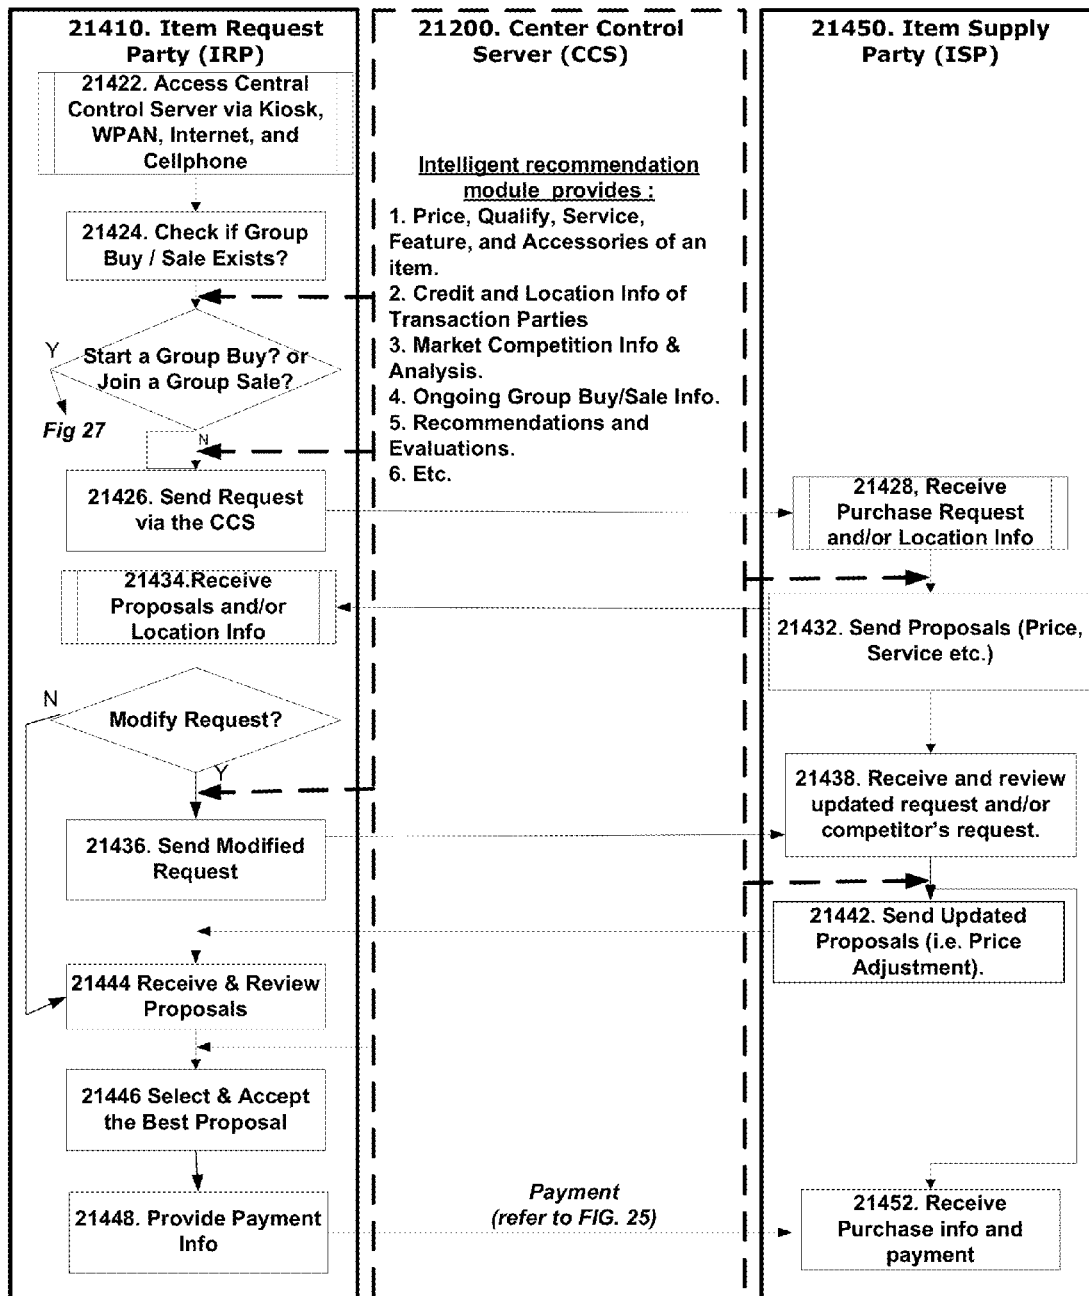 21410. Item Request
Party (IRP)
21422. Access Central
Control Server via Kiosk,
WPAN, Internet, and
Cellphone
21424. Check if Group
Buy / Sale Exists?
Y
Start a Group Buy? or
Join a Group Sale?
Fig 27
N
21426. Send Request
via the CCS
21434.Receive
Proposals and/or
Location Info
N
Modify Request?
Y
21436. Send Modified
Request
21444 Receive & Review
Proposals
21446 Select & Accept
the Best Proposal
21448. Provide Payment
Info
21200. Center Control
Server (CCS)
Intelligent recommendation
module provides :
1. Price, Qualify, Service,
Feature, and Accessories of an
item.
2. Credit and Location Info of
Transaction Parties
3. Market Competition Info &
Analysis.
4. Ongoing Group Buy/Sale Info.
5. Recommendations and
Evaluations.
6. Etc.
Payment
(refer to FIG. 25)
21450. Item Supply
Party (ISP)
21428, Receive
Purchase Request
and/or Location Info
21432. Send Proposals (Price,
Service etc.)
21438. Receive and review
updated request and/or
competitor's request.
21442. Send Updated
Proposals (i.e. Price
Adjustment).
21452. Receive
Purchase info and
payment